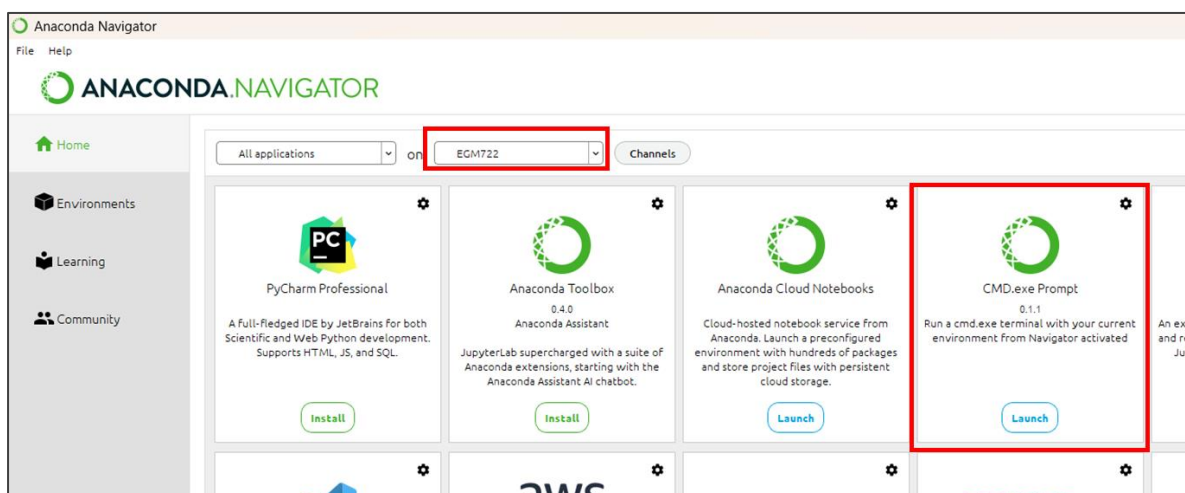 Anaconda Navigator
File Help
ANACONDA.NAVIGATOR
Home
Environments
Learning
Community
All applications on EGM722 Channels
PC
PyCharm Professional
A full-fledged IDE by JetBrains for both
Scientific and Web Python development.
Supports HTML, JS, and SQL.
Install
Anaconda Toolbox
0.4.0
Anaconda Assistant
JupyterLab supercharged with a suite of
Anaconda extensions, starting with the
Anaconda Assistant AI chatbot.
Install
Anaconda Cloud Notebooks
Cloud-hosted notebook service from
Anaconda. Launch a preconfigured
environment with hundreds of packages
and store project files with persistent
cloud storage.
Launch
CMD.exe Prompt
0.1.1
Run a cmd.exe terminal with your current
environment from Navigator activated
Launch
An ex
and r
Ju
aws